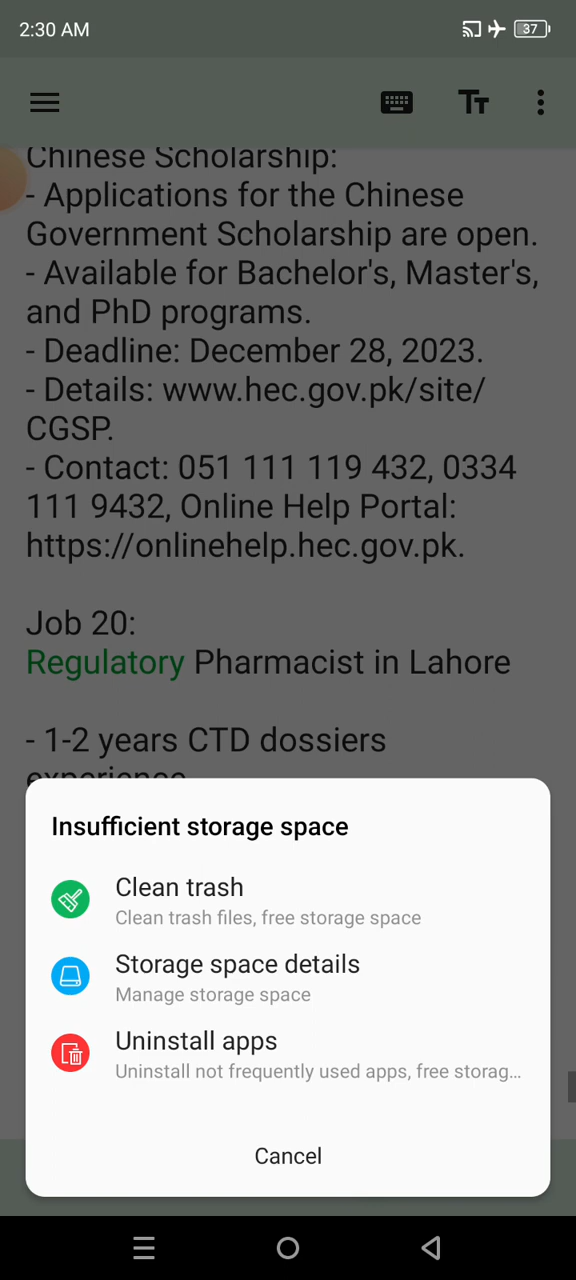 2:30 AM
37
Chinese Scholarship:
- Applications for the Chinese
Government Scholarship are open.
- Available for Bachelor's, Master's,
and PhD programs.
- Deadline: December 28, 2023.
- Details: www.hec.gov.pk/site/
CGSP.
- Contact: 051 111 119 432, 0334
111 9432, Online Help Portal:
https://onlinehelp.hec.gov.pk.
Job 20:
Regulatory Pharmacist in Lahore
- 1-2 years CTD dossiers
experience
Insufficient storage space
Clean trash
Clean trash files, free storage space
Storage space details
Manage storage space
Uninstall apps
Uninstall not frequently used apps, free storag...
Cancel